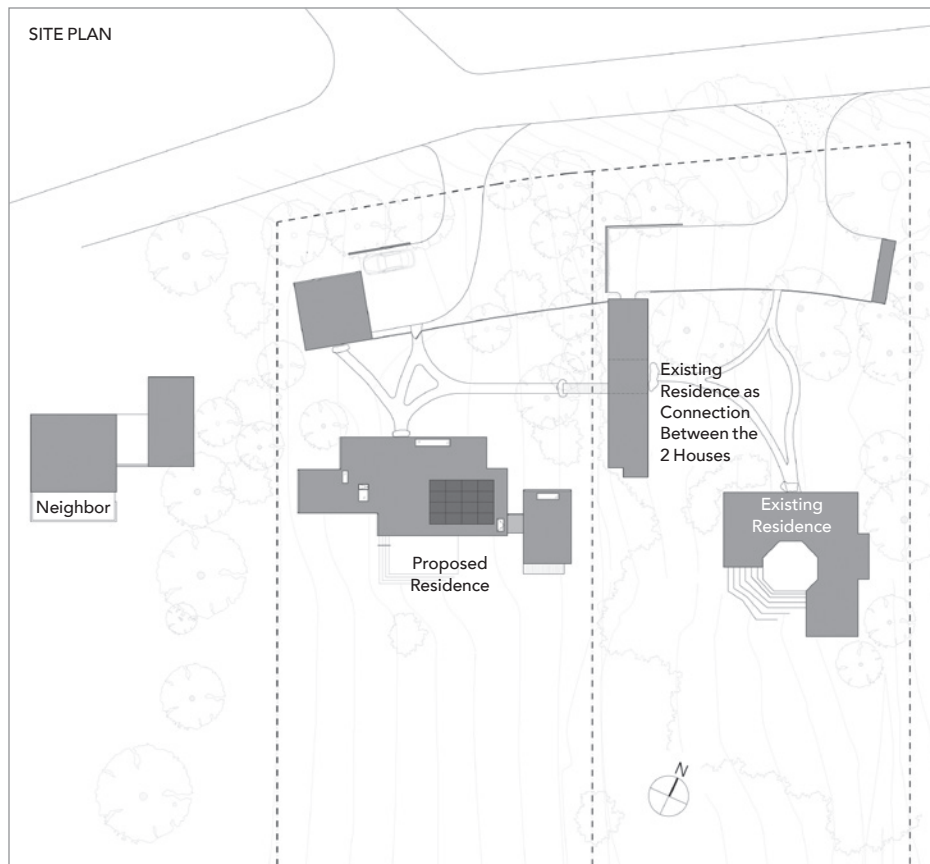 SITE PLAN
Existing
Residence as
Connection
Between the
2 Houses
Neighbor
Existing
Residence
Proposed
Residence
N